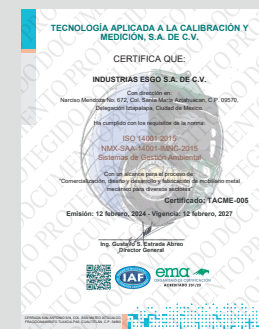 TECNOLOGÍA APLICADA A LA CALIBRACIÓN Y
MEDICIÓN, S.A. DE C.V.
CERTIFICA QUE:
INDUSTRIAS ESGO S.A. DE C.V.
Con dirección en:
Narciso Mendoza No. 672, Col. Santa María Aztahuacan, C.P. 09570,
Delegación Iztapalapa, Ciudad de México
Ha cumplido con los requisitos de la norma:
ISO 14001:2015
NMX-SAA-14001-IMNC-2015
Sistemas de Gestión Ambiental
Con un alcance para el proceso de:
"Comercialización, diseño y desarrollo y fabricación de mobiliario metal
mecánico para diversos sectores"
Certificado: TACME-005
Emisión: 12 febrero, 2024 - Vigencia: 12 febrero, 2027
Ing. Gustavo S. Estrada Abreo
Director General
IAF
ema
ORGANISMO DE CERTIFICACIÓN